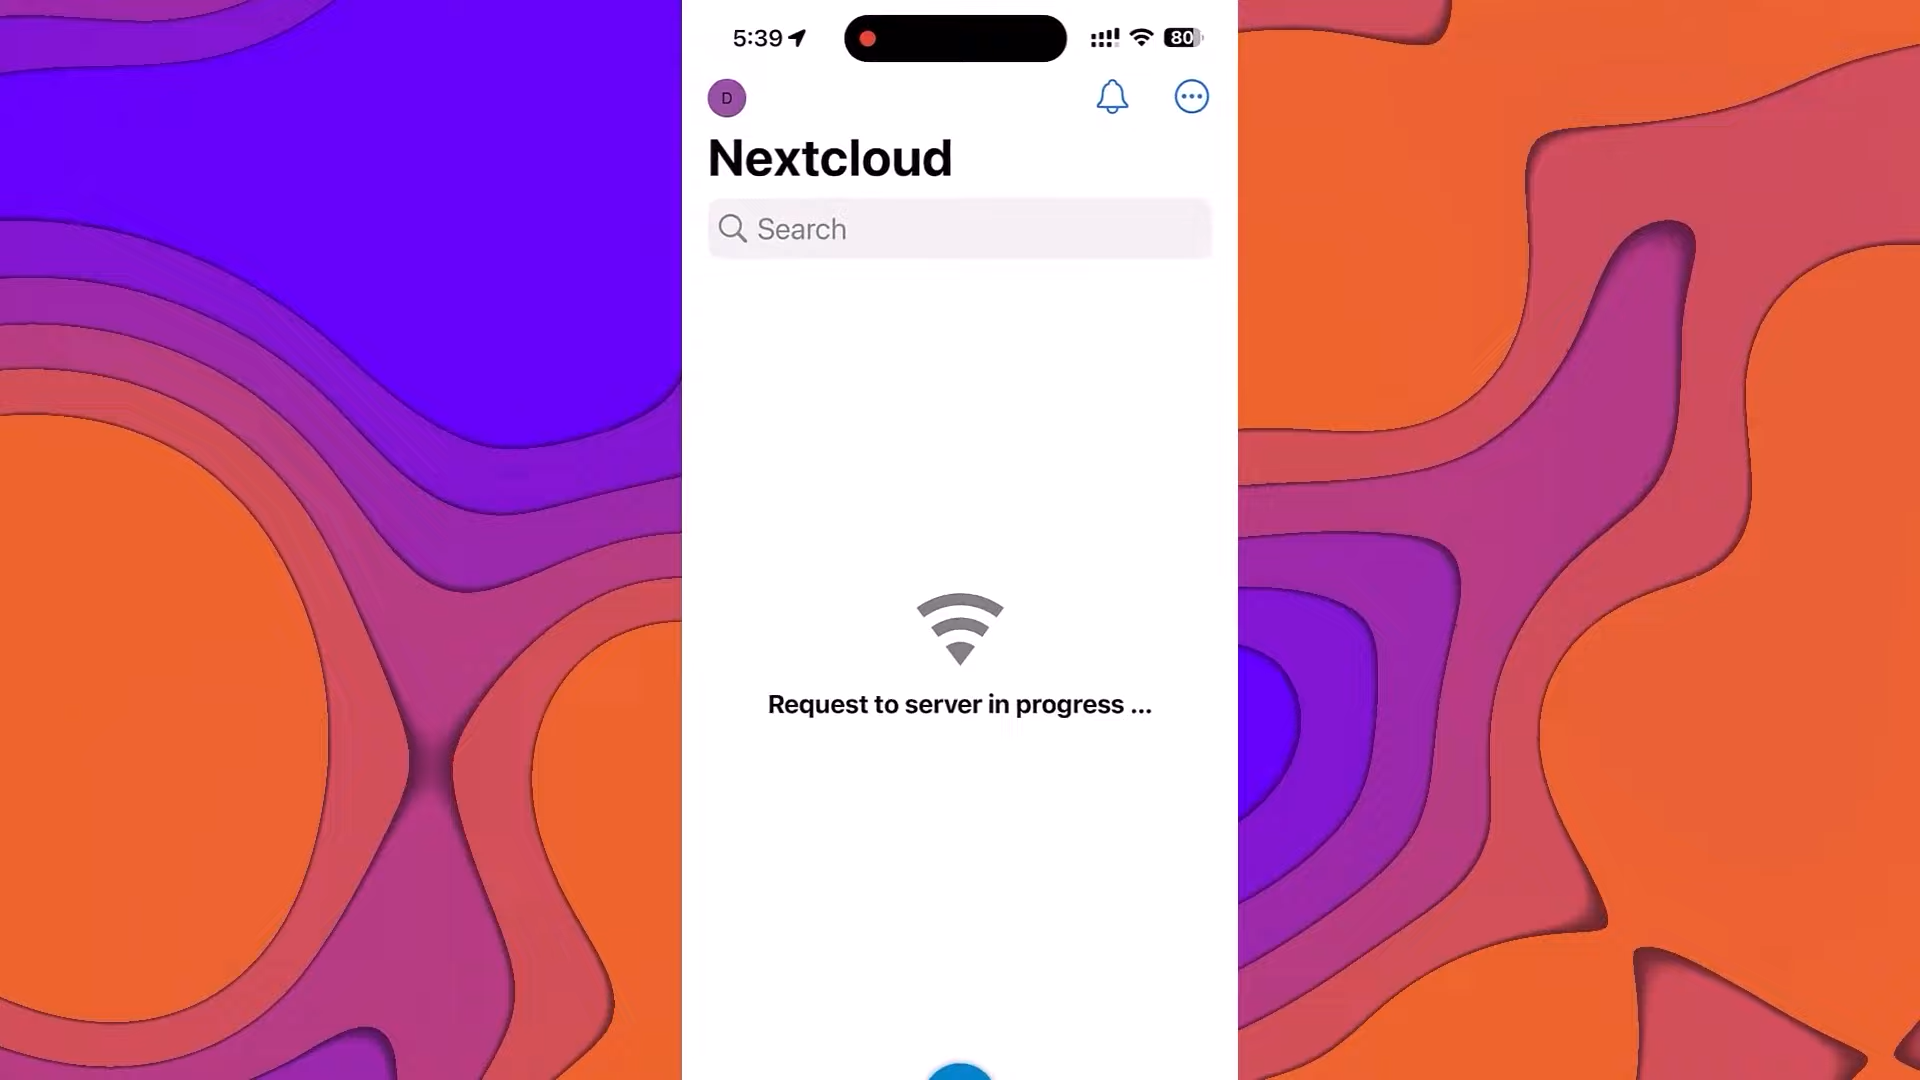 5:39
80
D
Nextcloud
Search
Request to server in progress ...